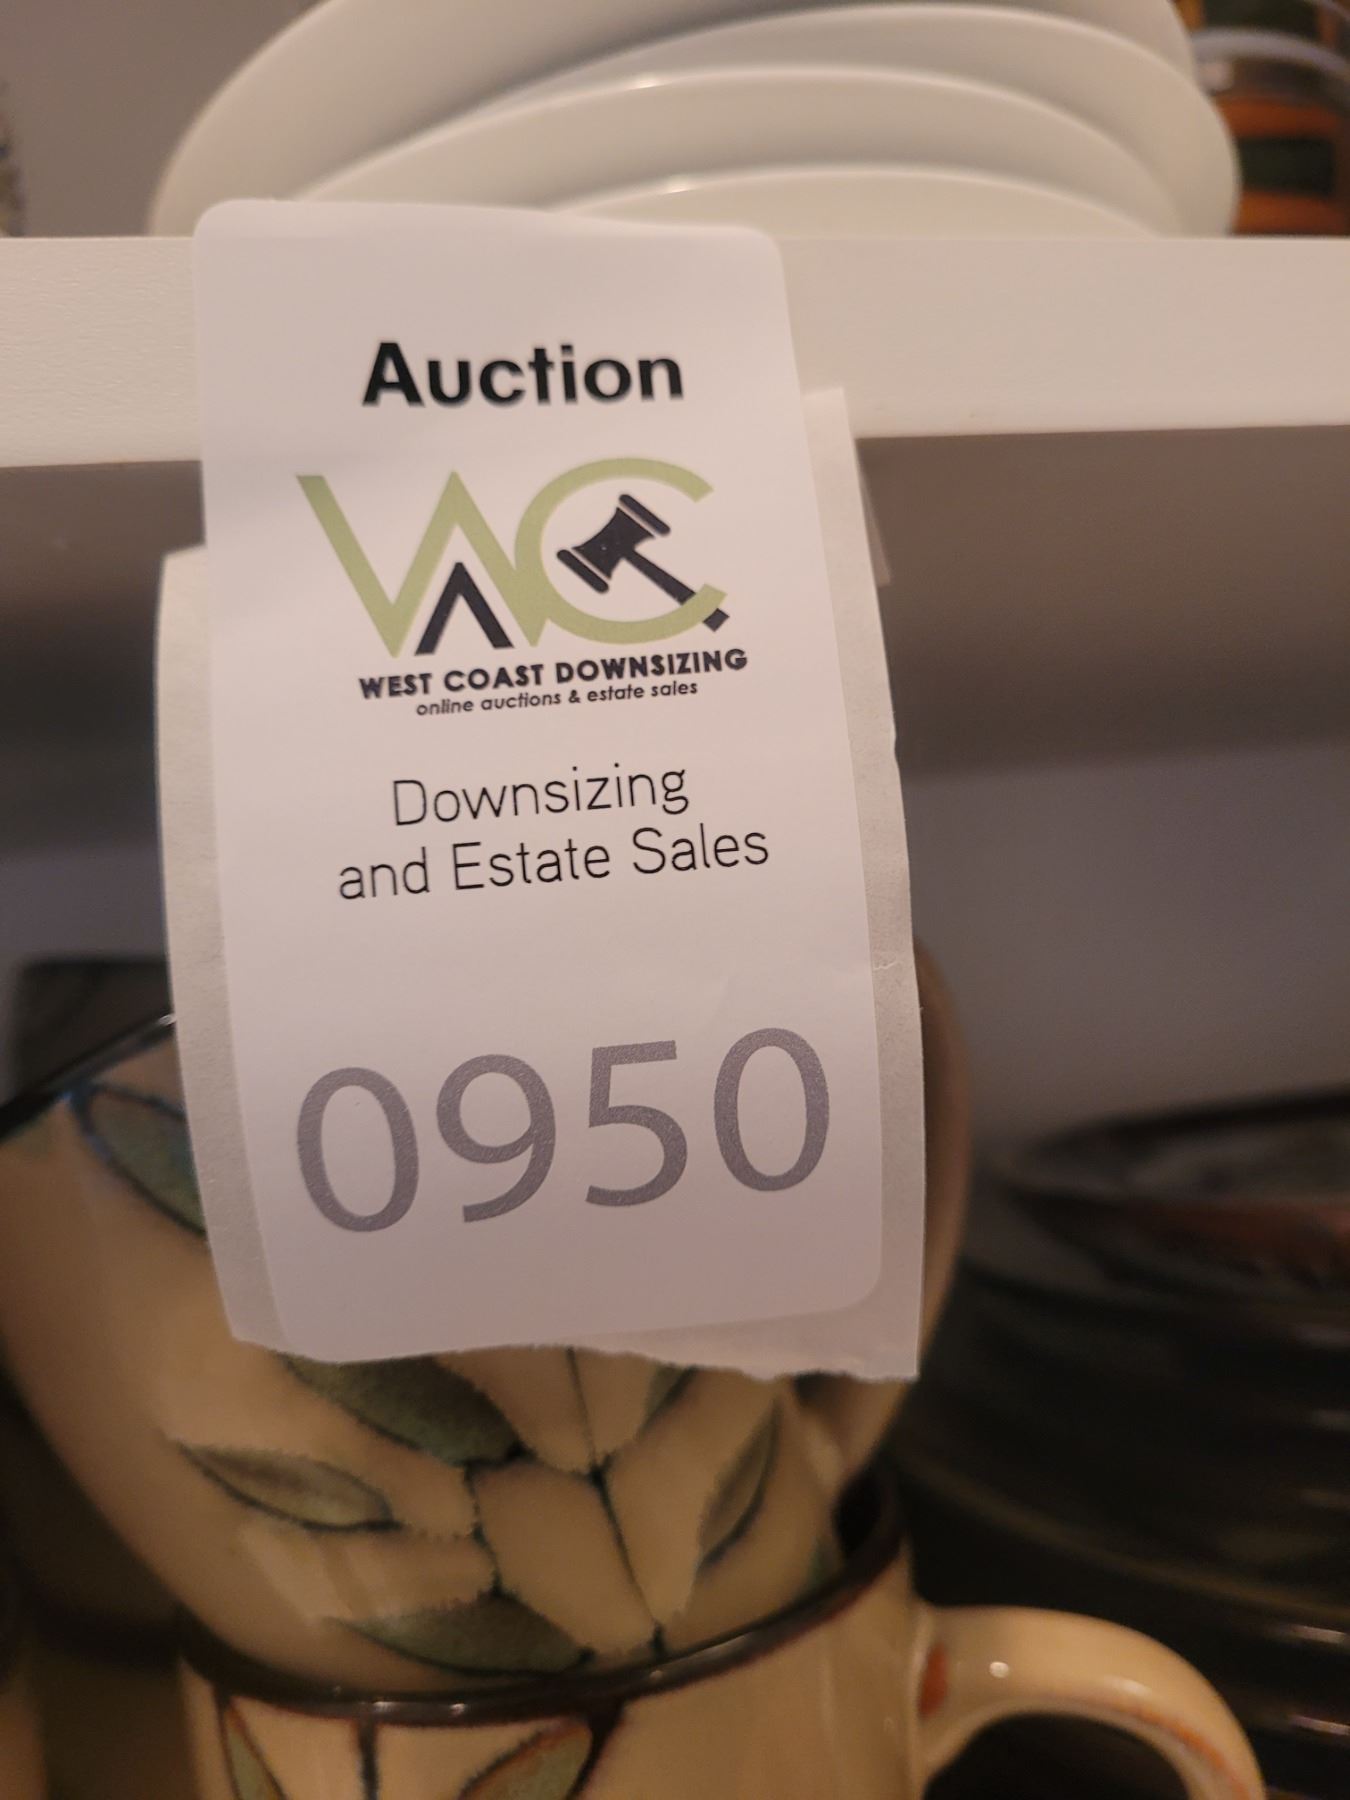 Auction
WC
WEST COAST DOWNSIZING
online auctions & estate sales
Downsizing
and Estate Sales
0950